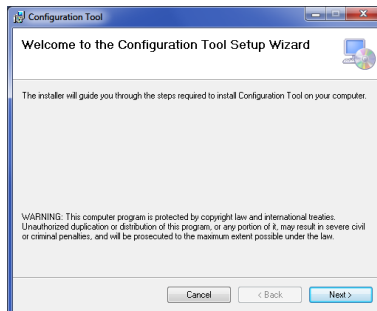 Configuration Tool
Welcome to the Configuration Tool Setup Wizard
The installer will guide you through the steps required to install Configuration Tool on your computer.
WARNING: This computer program is protected by copyright law and international treaties.
Unauthorized duplication or distribution of this program, or any portion of it, may result in severe civil
or criminal penalties, and will be prosecuted to the maximum extent possible under the law.
Cancel < Back Next >